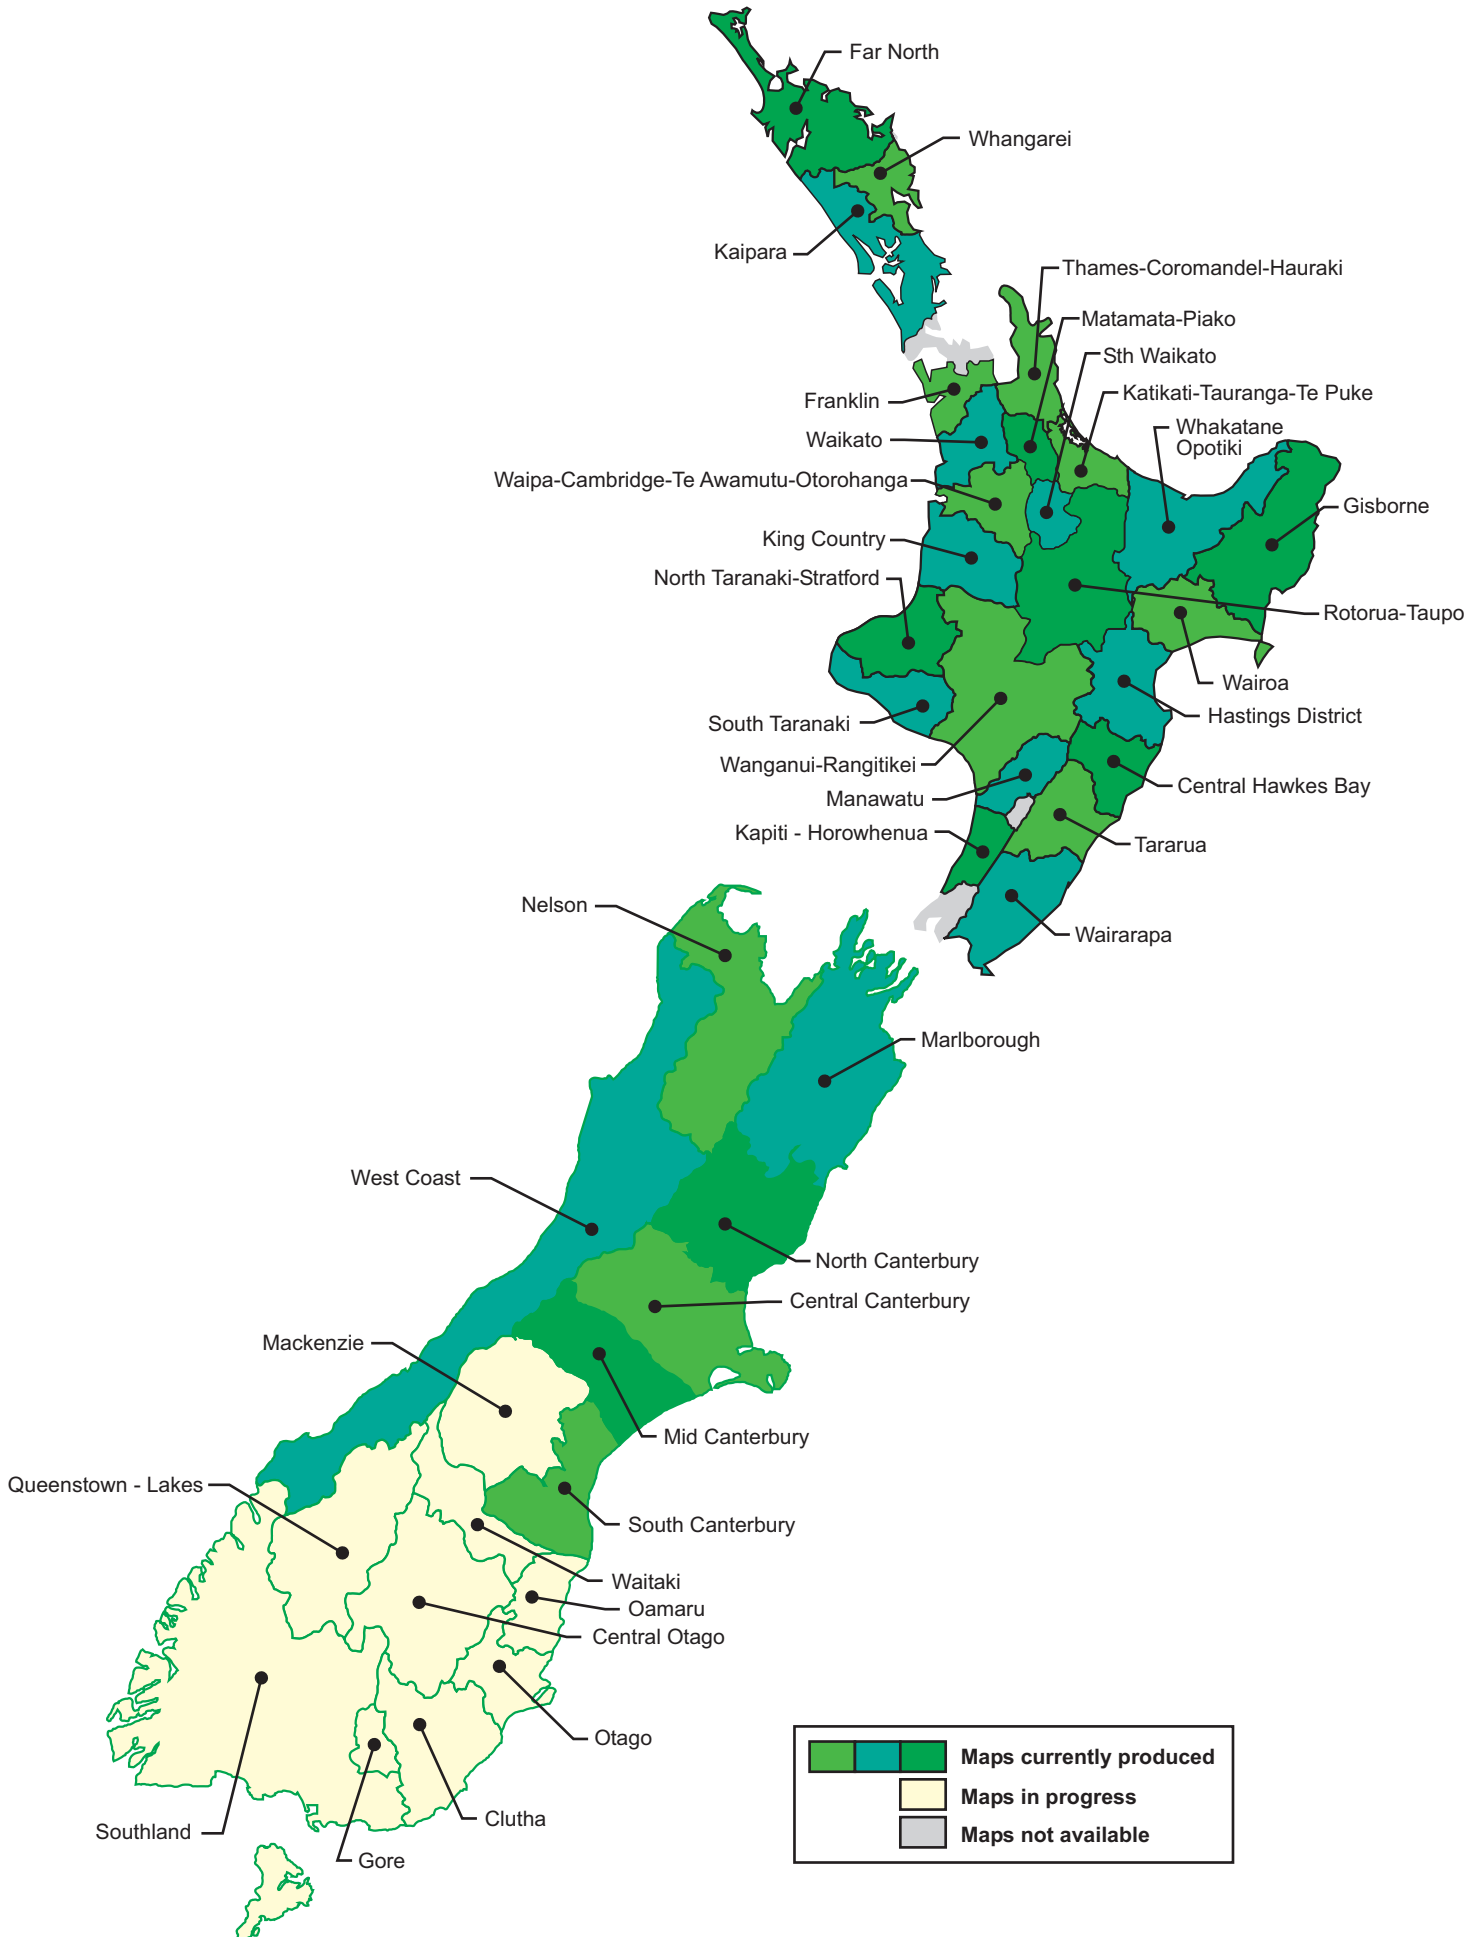 Far North
Whangarei
Kaipara
Thames-Coromandel-Hauraki
Matamata-Piako
Sth Waikato
Katikati-Tauranga-Te Puke
Franklin
Whakatane
Opotiki
Waikato
Waipa-Cambridge-Te Awamutu-Otorohanga
Gisborne
King Country
North Taranaki-Stratford
Rotorua-Taupo
Wairoa
Hastings District
South Taranaki
Wanganui-Rangitikei
Central Hawkes Bay
Manawatu
Kapiti - Horowhenua
Tararua
Nelson
Wairarapa
Marlborough
West Coast
North Canterbury
Central Canterbury
Mackenzie
Mid Canterbury
Queenstown - Lakes
South Canterbury
Waitaki
Oamaru
Central Otago
Otago
Maps currently produced
Maps in progress
Clutha
Southland
Maps not available
Gore